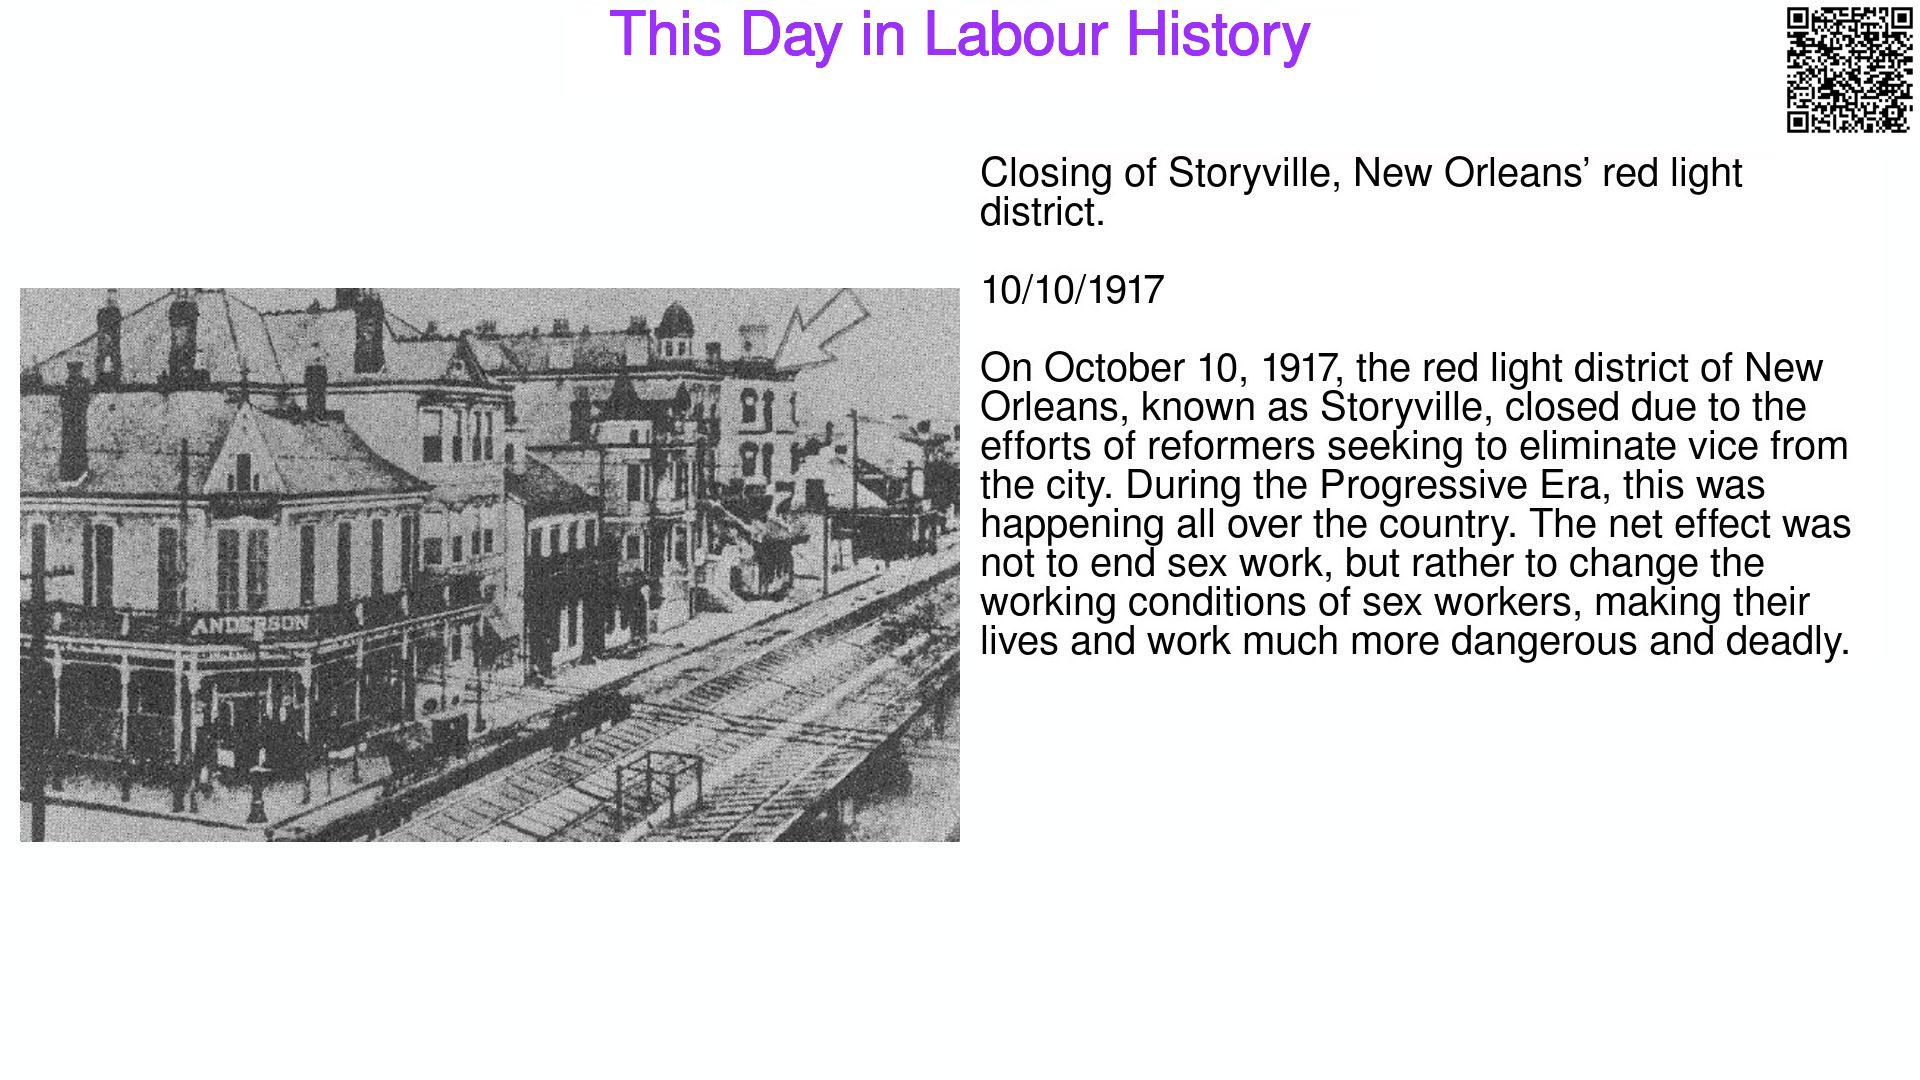 This Day in Labour History
Closing of Storyville, New Orleans’ red light
district.
10/10/1917
On October 10, 1917, the red light district of New
Orleans, known as Storyville, closed due to the
efforts of reformers seeking to eliminate vice from
the city. During the Progressive Era, this was
happening all over the country. The net effect was
not to end sex work, but rather to change the
working conditions of sex workers, making their
lives and work much more dangerous and deadly.
ANDERSON